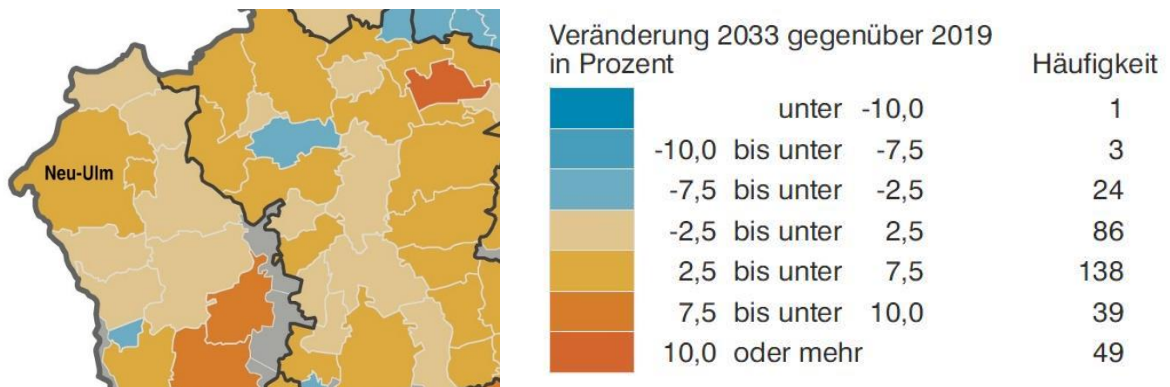 Neu-Ulm
Veränderung 2033 gegenüber 2019
in Prozent Häufigkeit
unter -10,0 1
-10,0 bis unter -7,5 3
-7,5 bis unter -2,5 24
-2,5 bis unter 2,5 86
2,5 bis unter 7,5 138
7,5 bis unter 10,0 39
10,0 oder mehr 49